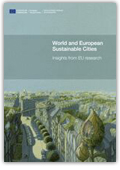 World and European
Sustainable Cities
Insights from EU research